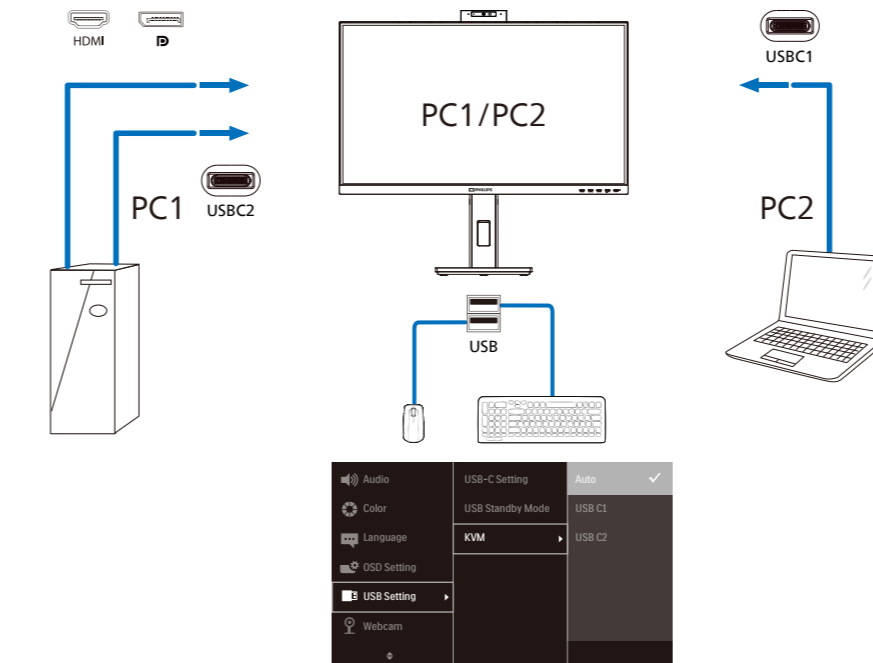 HDMI
USBC1
PC1/PC2
PC1
USBC2
PHILIPS
PC2
USB
Audio
Color
Language
OSD Setting
USB Setting
Webcam
USB-C Setting
USB Standby Mode
KVM
Auto
USB C1
USB C2